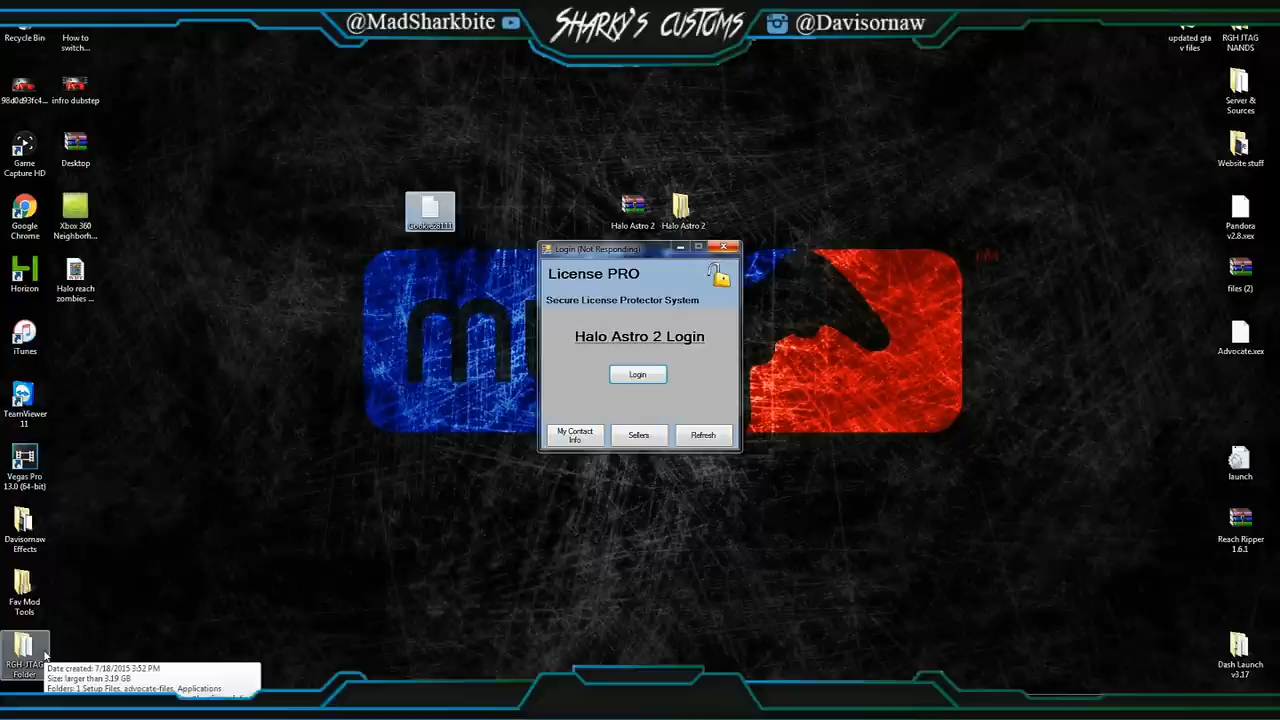 @MadSharkbite
SHARKY'S CUSTOMS
@Davisornaw
Recycle Bin
How to
switch...
98d0d93fc4...
infro dubstep
Game
Capture HD
Desktop
Google
Chrome
Xbox 360
Neighborh...
Horizon
Halo reach
zombies ...
iTunes
TeamViewer
11
Vegas Pro
13.0 (64-bit)
Davisornaw
Effects
Fav Mod
Tools
RGH JTAG
Folder
Date created: 7/18/2015 3:52 PM
Size: larger than 3.19 GB
Folders: 1 Setup Files, advocate-files, Applications
Halo Astro 2
Halo Astro 2
Login (Not Responding)
License PRO
Secure License Protector System
Halo Astro 2 Login
Login
My Contact
Info
Sellers
Refresh
updated gta
v files
RGH JTAG
NANDS
Server &
Sources
Website stuff
Pandora
v2.8.xex
files (2)
Advocate.xex
launch
Reach Ripper
1.6.1
Dash Launch
v3.17